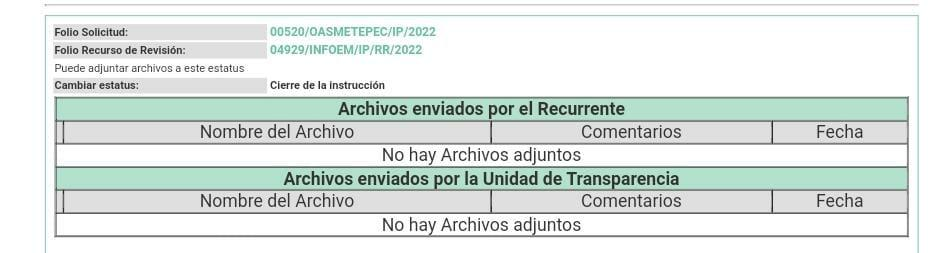 Folio Solicitud: 00520/OASMETEPEC/IP/2022
Folio Recurso de Revisión: 04929/INFOEM/IP/RR/2022
Puede adjuntar archivos a este estatus
Cambiar estatus: Cierre de la instrucción
Archivos enviados por el Recurrente
Nombre del Archivo Comentarios Fecha
No hay Archivos adjuntos
Archivos enviados por la Unidad de Transparencia
Nombre del Archivo Comentarios Fecha
No hay Archivos adjuntos